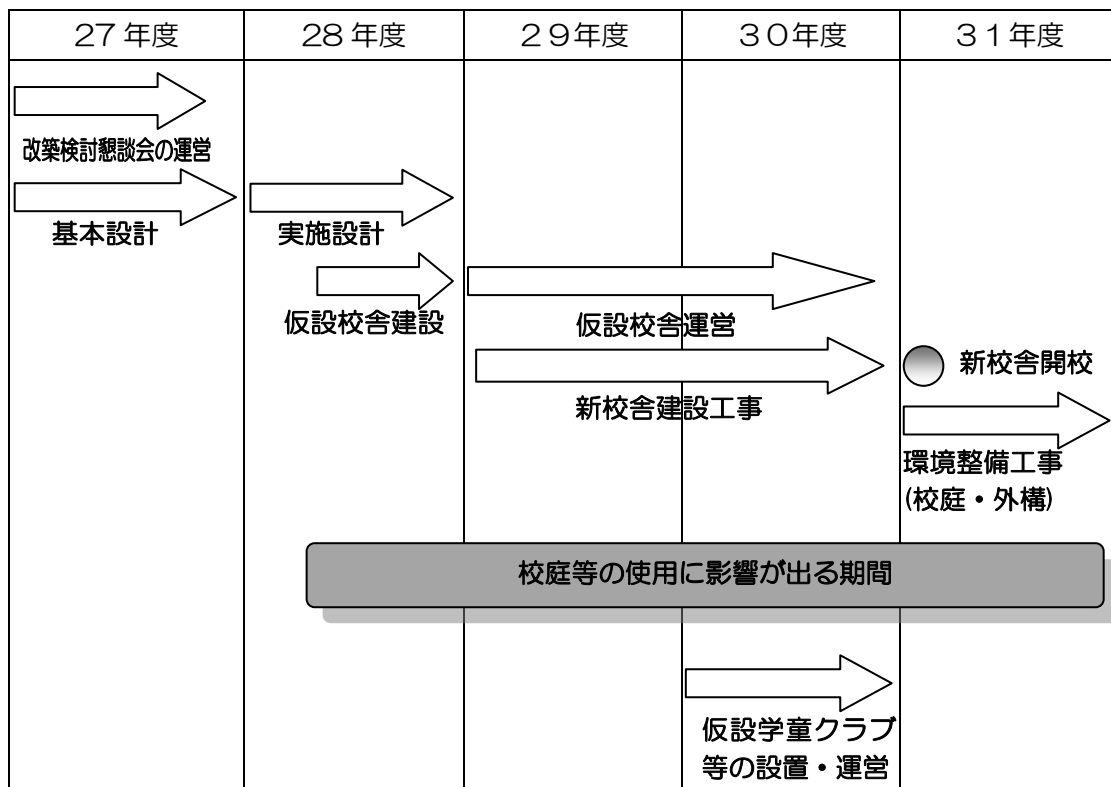 27年度 28年度 29年度 30年度 31年度
改築検討懇談会の運営
基本設計 実施設計
仮設校舎建設 仮設校舎運営
新校舎開校
新校舎建設工事
環境整備工事
(校庭・外構)
校庭等の使用に影響が出る期間
仮設学童クラブ
等の設置・運営